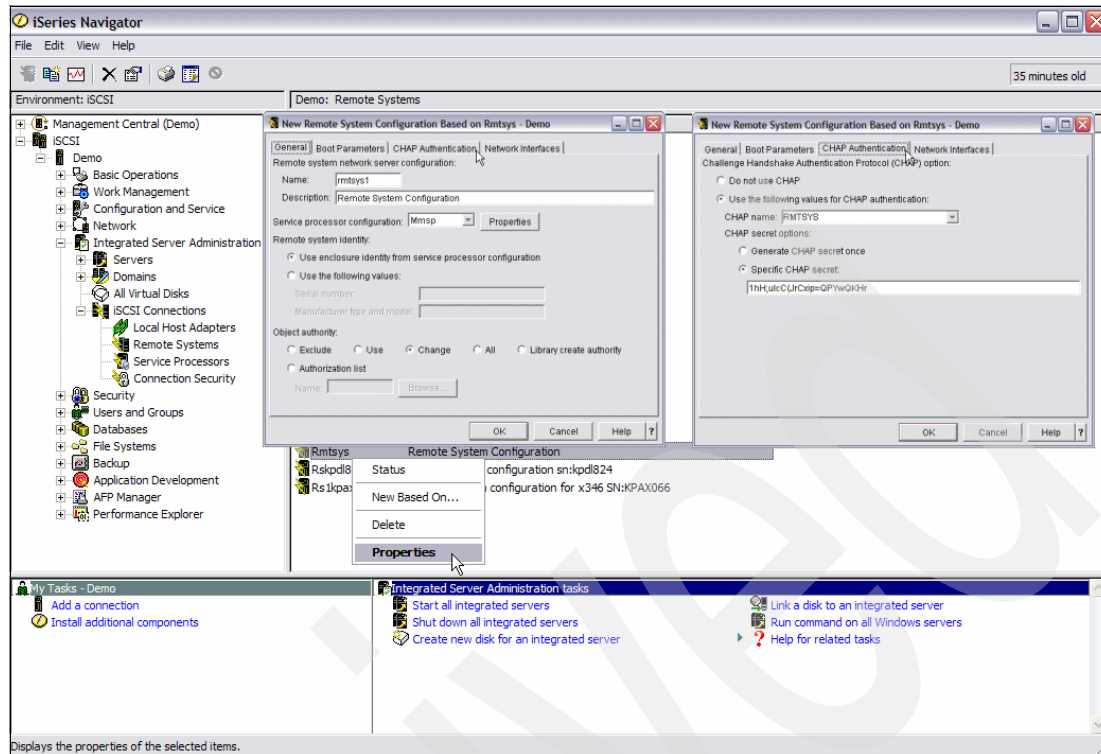 iSeries Navigator
File Edit View Help
35 minutes old
Environment: iSCSI
Demo: Remote Systems
Management Central (Demo)
iSCSI
Demo
Basic Operations
Work Management
Configuration and Service
Network
Integrated Server Administration
Servers
Domains
All Virtual Disks
iSCSI Connections
Local Host Adapters
Remote Systems
Service Processors
Connection Security
Security
Users and Groups
Databases
File Systems
Backup
Application Development
AFP Manager
Performance Explorer
New Remote System Configuration Based on Rmtsys - Demo
General Boot Parameters CHAP Authentication Network Interfaces
Remote system network server configuration:
Name: rmtsys1
Description: Remote System Configuration
Service processor configuration: Mmsp Properties
Remote system identity:
Use enclosure identity from service processor configuration
Use the following values:
Serial number:
Manufacturer type and model:
Object authority:
Exclude Use Change All Library create authority
Authorization list
Name: Browse...
OK Cancel Help ?
New Remote System Configuration Based on Rmtsys - Demo
General Boot Parameters CHAP Authentication Network Interfaces
Challenge Handshake Authentication Protocol (CHAP) option:
Do not use CHAP
Use the following values for CHAP authentication:
CHAP name: RMTSYS
CHAP secret options:
Generate CHAP secret once
Specific CHAP secret:
OK Cancel Help ?
Rmtsys Remote System Configuration
Rskpdl8 configuration sn:kpdl824
Rs1kpax configuration for x346 SN:KPAX066
Status
New Based On...
Delete
Properties
My Tasks - Demo
Add a connection
Install additional components
Integrated Server Administration tasks
Start all integrated servers
Shut down all integrated servers
Create new disk for an integrated server
Link a disk to an integrated server
Run command on all Windows servers
? Help for related tasks
Displays the properties of the selected items.